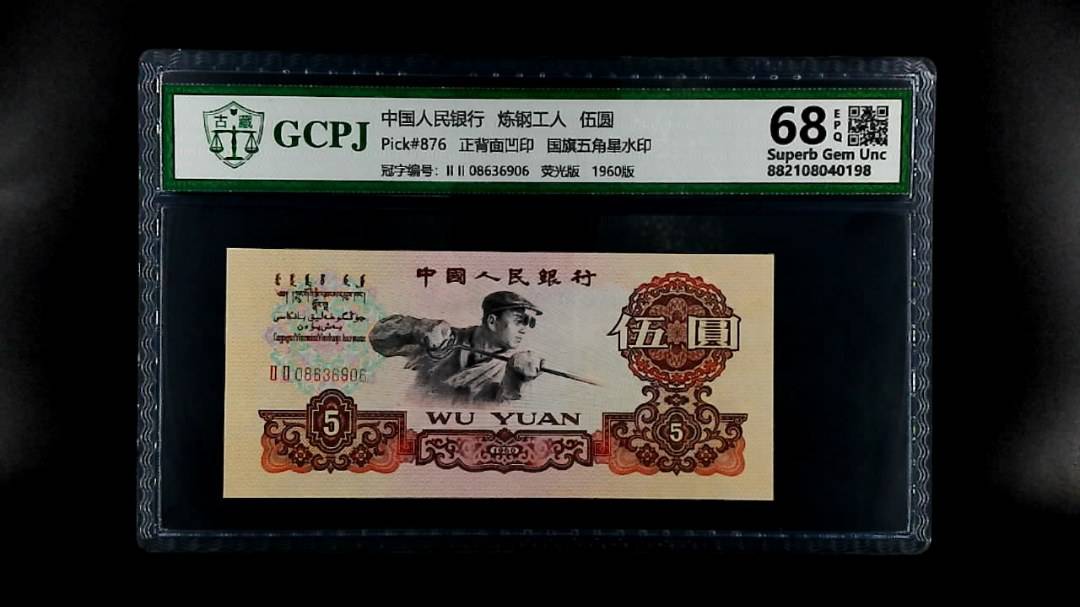 古藏
GCPJ
中国人民银行 炼钢工人 伍圆
Pick#876 正背面凹印 国旗五角星水印
冠字编号: II II 08636906 荧光版 1960版
68
EPQ
Superb Gem Unc
882108040198
中國人民銀行
伍圓
II II 08636906
WU YUAN
5
5
1960